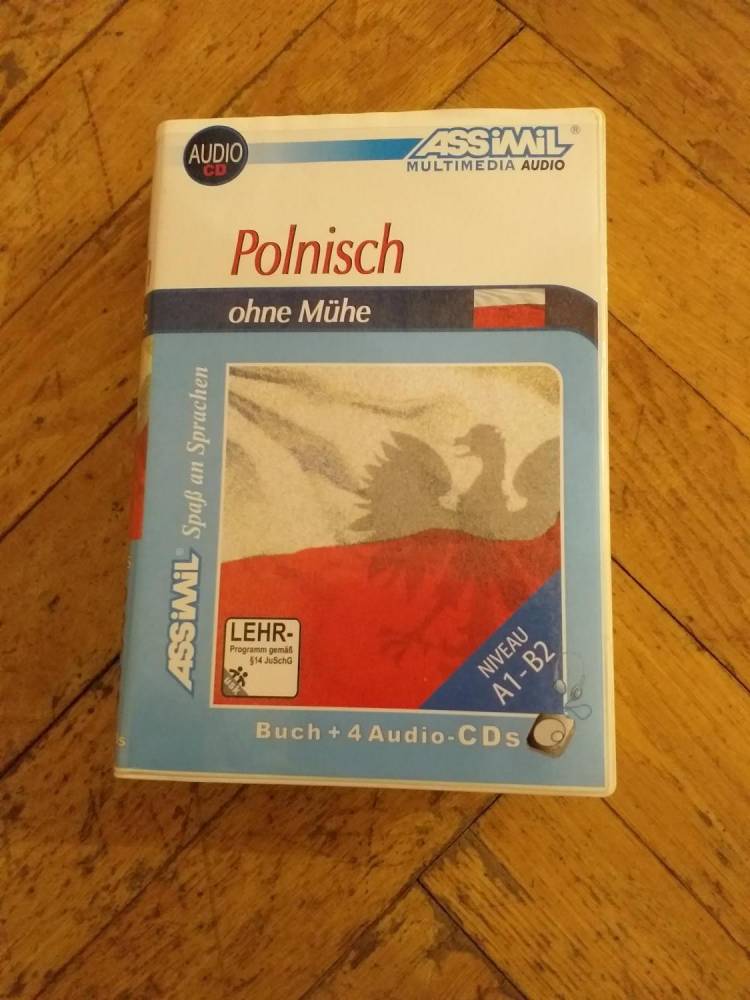 AUDIO
CD
ASSiMiL®
MULTIMEDIA AUDIO
Polnisch
ohne Mühe
ASSiMiL® Spaß an Sprachen
LEHR-
Programm gemäß
§14 JuSchG
NIVEAU
A1-B2
Buch + 4 Audio-CDs